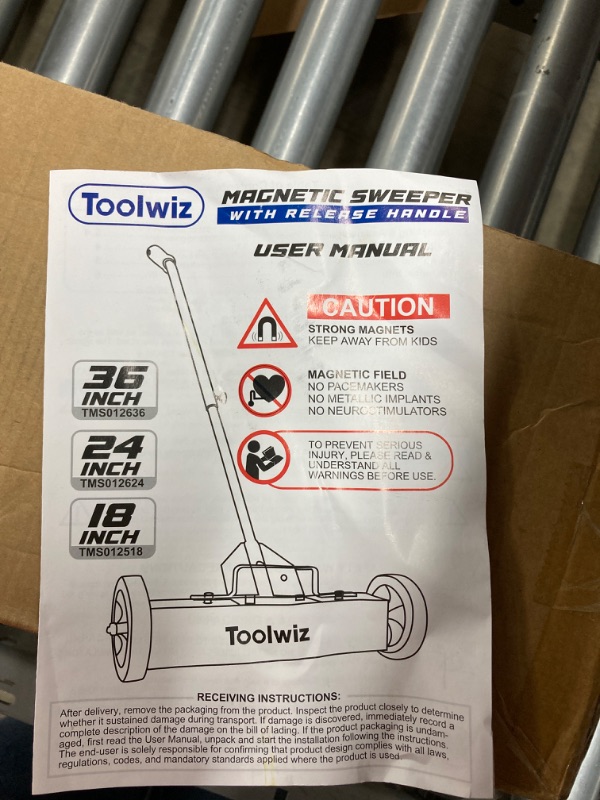 Toolwiz
MAGNETIC SWEEPER
WITH RELEASE HANDLE
USER MANUAL
CAUTION
STRONG MAGNETS
KEEP AWAY FROM KIDS
36
INCH
TMS012636
MAGNETIC FIELD
NO PACEMAKERS
NO METALLIC IMPLANTS
NO NEUROSTIMULATORS
24
INCH
TMS012624
TO PREVENT SERIOUS
INJURY, PLEASE READ &
UNDERSTAND ALL
WARNINGS BEFORE USE.
18
INCH
TMS012518
Toolwiz
RECEIVING INSTRUCTIONS:
After delivery, remove the packaging from the product. Inspect the product closely to determine
whether it sustained damage during transport. If damage is discovered, immediately record a
complete description of the damage on the bill of lading. If the product packaging is undam-
aged, first read the User Manual, unpack and start the installation following the instructions.
The end-user is solely responsible for confirming that product design complies with all laws,
regulations, codes, and mandatory standards applied where the product is used